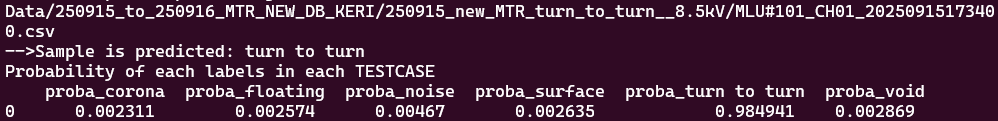 Data/250915_to_250916_MTR_NEW_DB_KERI/250915_new_MTR_turn_to_turn__8.5kV/MLU#101_CH01_2025091517340
0.csv
-->Sample is predicted: turn to turn
Probability of each labels in each TESTCASE
proba_corona proba_floating proba_noise proba_surface proba_turn to turn proba_void
0 0.002311 0.002574 0.00467 0.002635 0.984941 0.002869